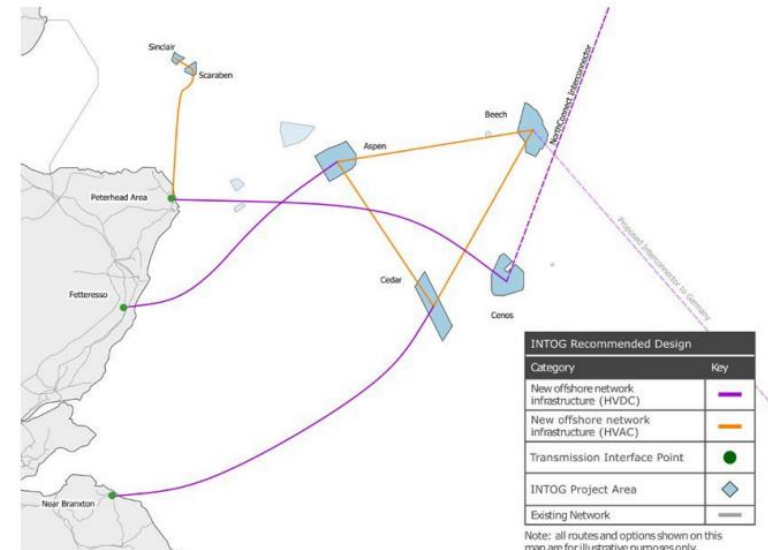 Sinclair
Scaraben
Beech
NorthConnect Interconnector
Aspen
Peterhead Area
Proposed Interconnector to Germany
Fetteresso
Cedar
Cenos
Near Branxton
INTOG Recommended Design
Category Key
New offshore network
infrastructure (HVDC)
New offshore network
infrastructure (HVAC)
Transmission Interface Point
INTOG Project Area
Existing Network
Note: all routes and options shown on this
map are for illustrative purposes only